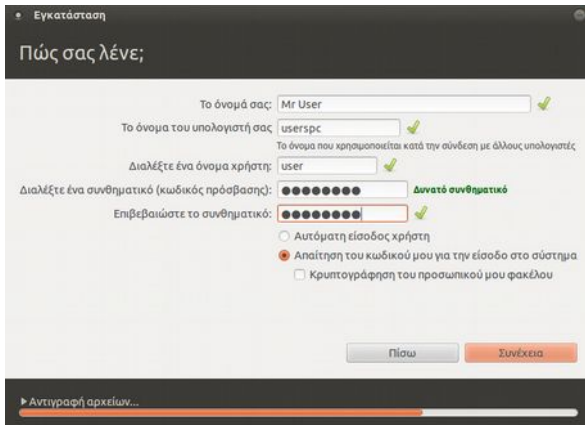 Εγκατάσταση
Πώς σας λένε;
Το όνομά σας: Mr User
Το όνομα του υπολογιστή σας userspc
Το όνομα που χρησιμοποιείται κατά την σύνδεση με άλλους υπολογιστές
Διαλέξτε ένα όνομα χρήστη: user
Διαλέξτε ένα συνθηματικό (κωδικός πρόσβασης): ●●●●●●●● Δυνατό συνθηματικό
Επιβεβαιώστε το συνθηματικό: ●●●●●●●●
Αυτόματη είσοδος χρήστη
Απαίτηση του κωδικού μου για την είσοδο στο σύστημα
Κρυπτογράφηση του προσωπικού μου φακέλου
Πίσω Συνέχεια
Αντιγραφή αρχείων...